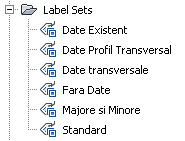 Label Sets
Date Existent
Date Profil Transversal
Date transversale
Fara Date
Majore si Minore
Standard